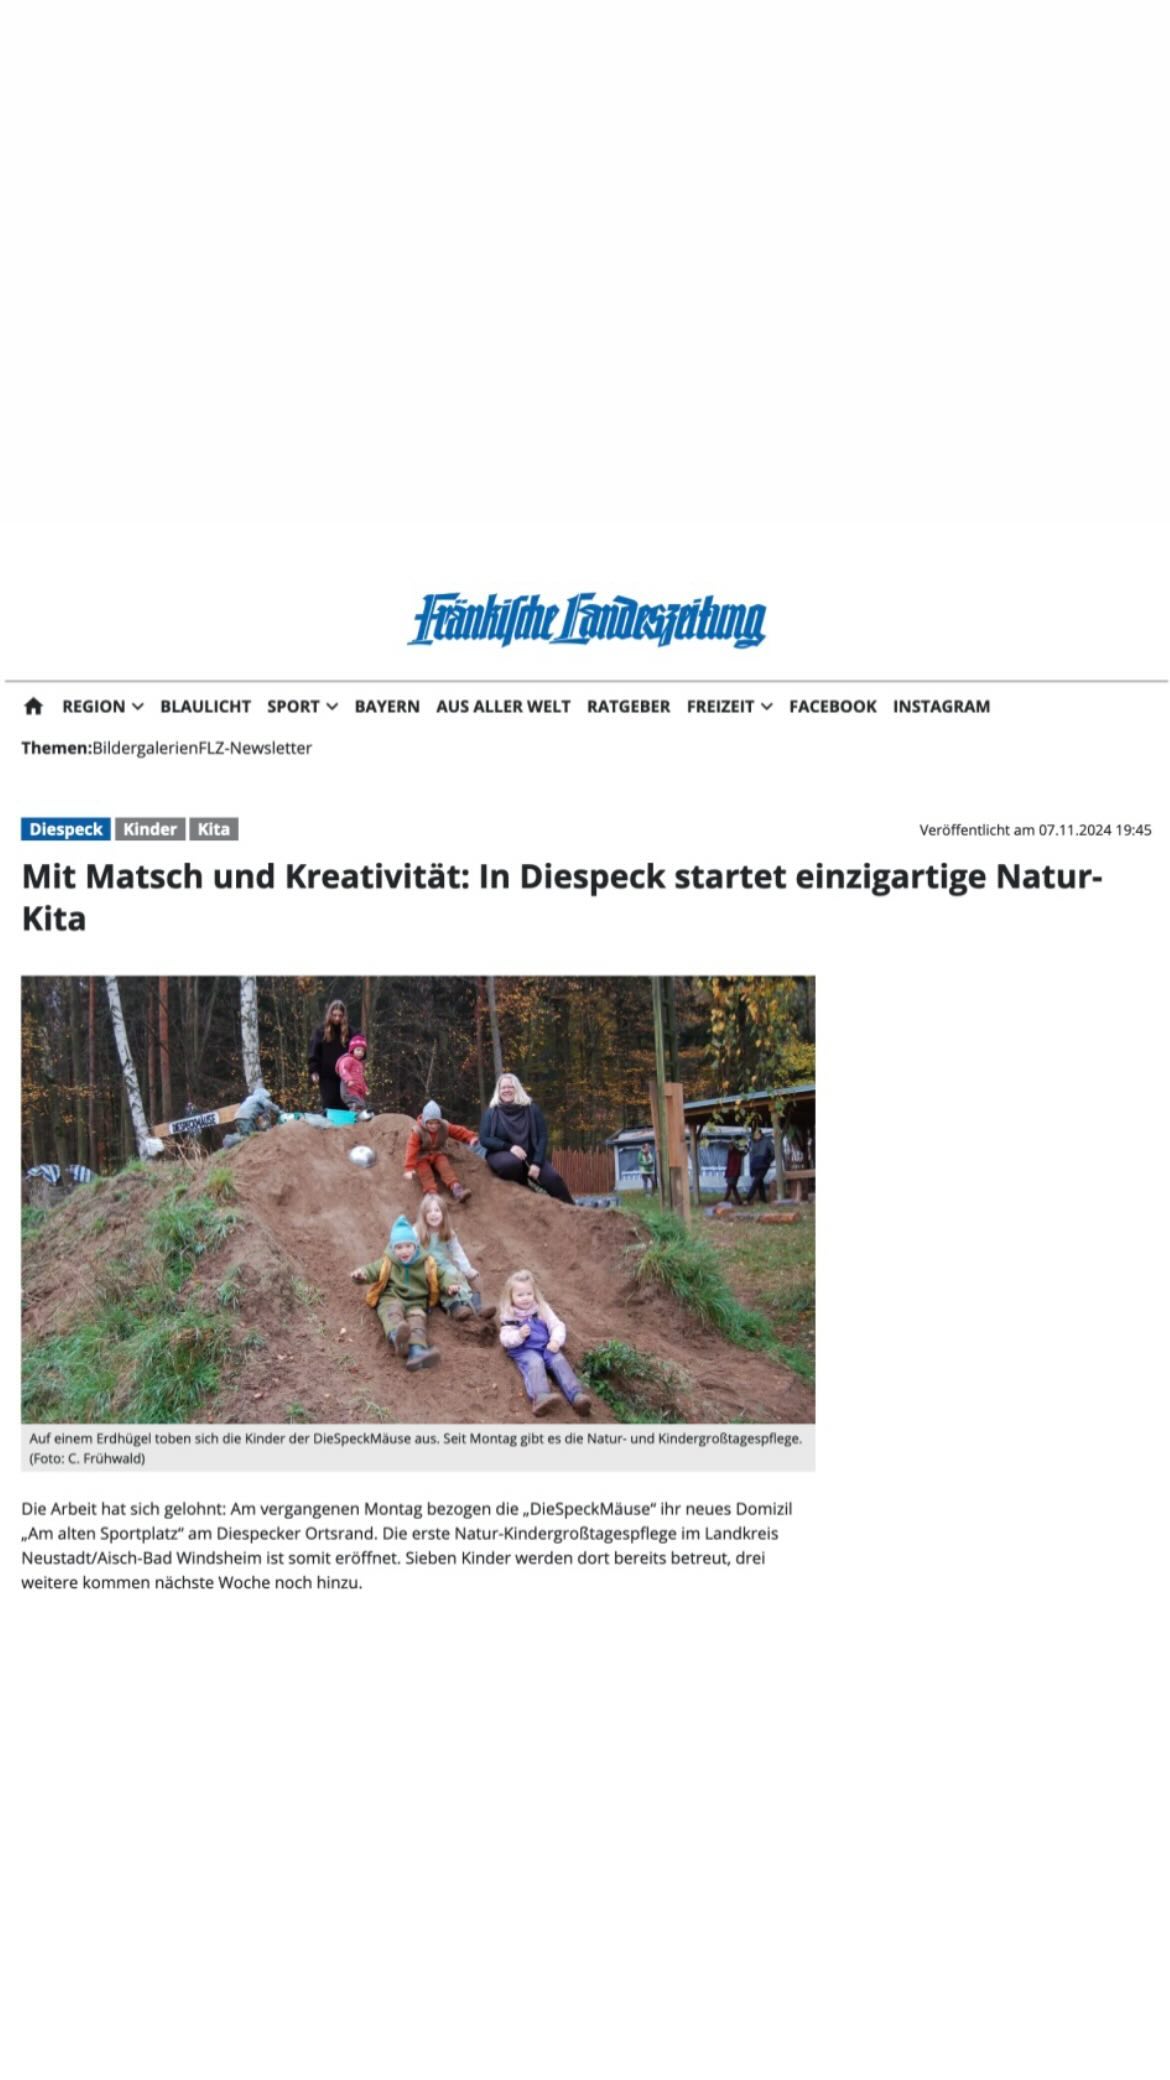 Fränkische Landeszeitung
REGION BLAULICHT SPORT BAYERN AUS ALLER WELT RATGEBER FREIZEIT FACEBOOK INSTAGRAM
Themen:BildergalerienFLZ-Newsletter
Diespeck Kinder Kita
Veröffentlicht am 07.11.2024 19:45
Mit Matsch und Kreativität: In Diespeck startet einzigartige Natur-
Kita
DIESPECKMÄUSE
Auf einem Erdhügel toben sich die Kinder der DieSpeckMäuse aus. Seit Montag gibt es die Natur- und Kindergroßtagespflege.
(Foto: C. Frühwald)
Die Arbeit hat sich gelohnt: Am vergangenen Montag bezogen die „DieSpeckMäuse“ ihr neues Domizil
„Am alten Sportplatz“ am Diespecker Ortsrand. Die erste Natur-Kindergroßtagespflege im Landkreis
Neustadt/Aisch-Bad Windsheim ist somit eröffnet. Sieben Kinder werden dort bereits betreut, drei
weitere kommen nächste Woche noch hinzu.